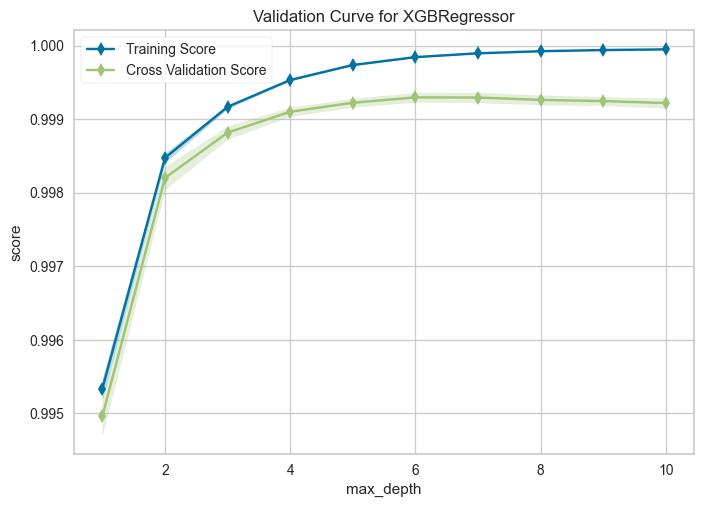 Validation Curve for XGBRegressor
Training Score
Cross Validation Score
1.000
0.999
0.998
0.997
0.996
0.995
score
2 4 6 8 10
max_depth